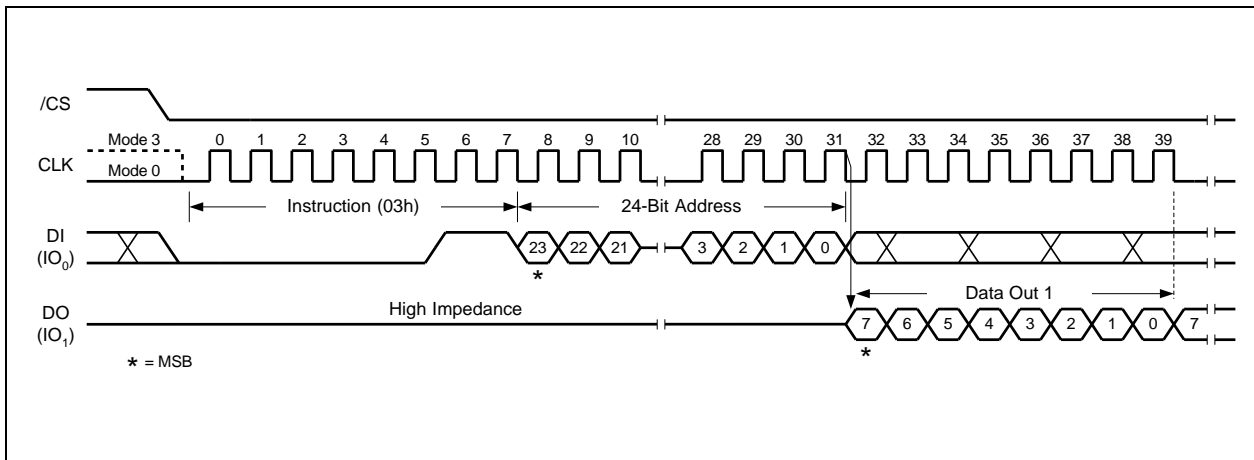 /CS
Mode 3 0 1 2 3 4 5 6 7 8 9 10 28 29 30 31 32 33 34 35 36 37 38 39
CLK Mode 0
Instruction (03h) 24-Bit Address
DI
(IO0) 23 22 21 3 2 1 0
*
High Impedance Data Out 1
DO
(IO1) 7 6 5 4 3 2 1 0 7
*
* = MSB